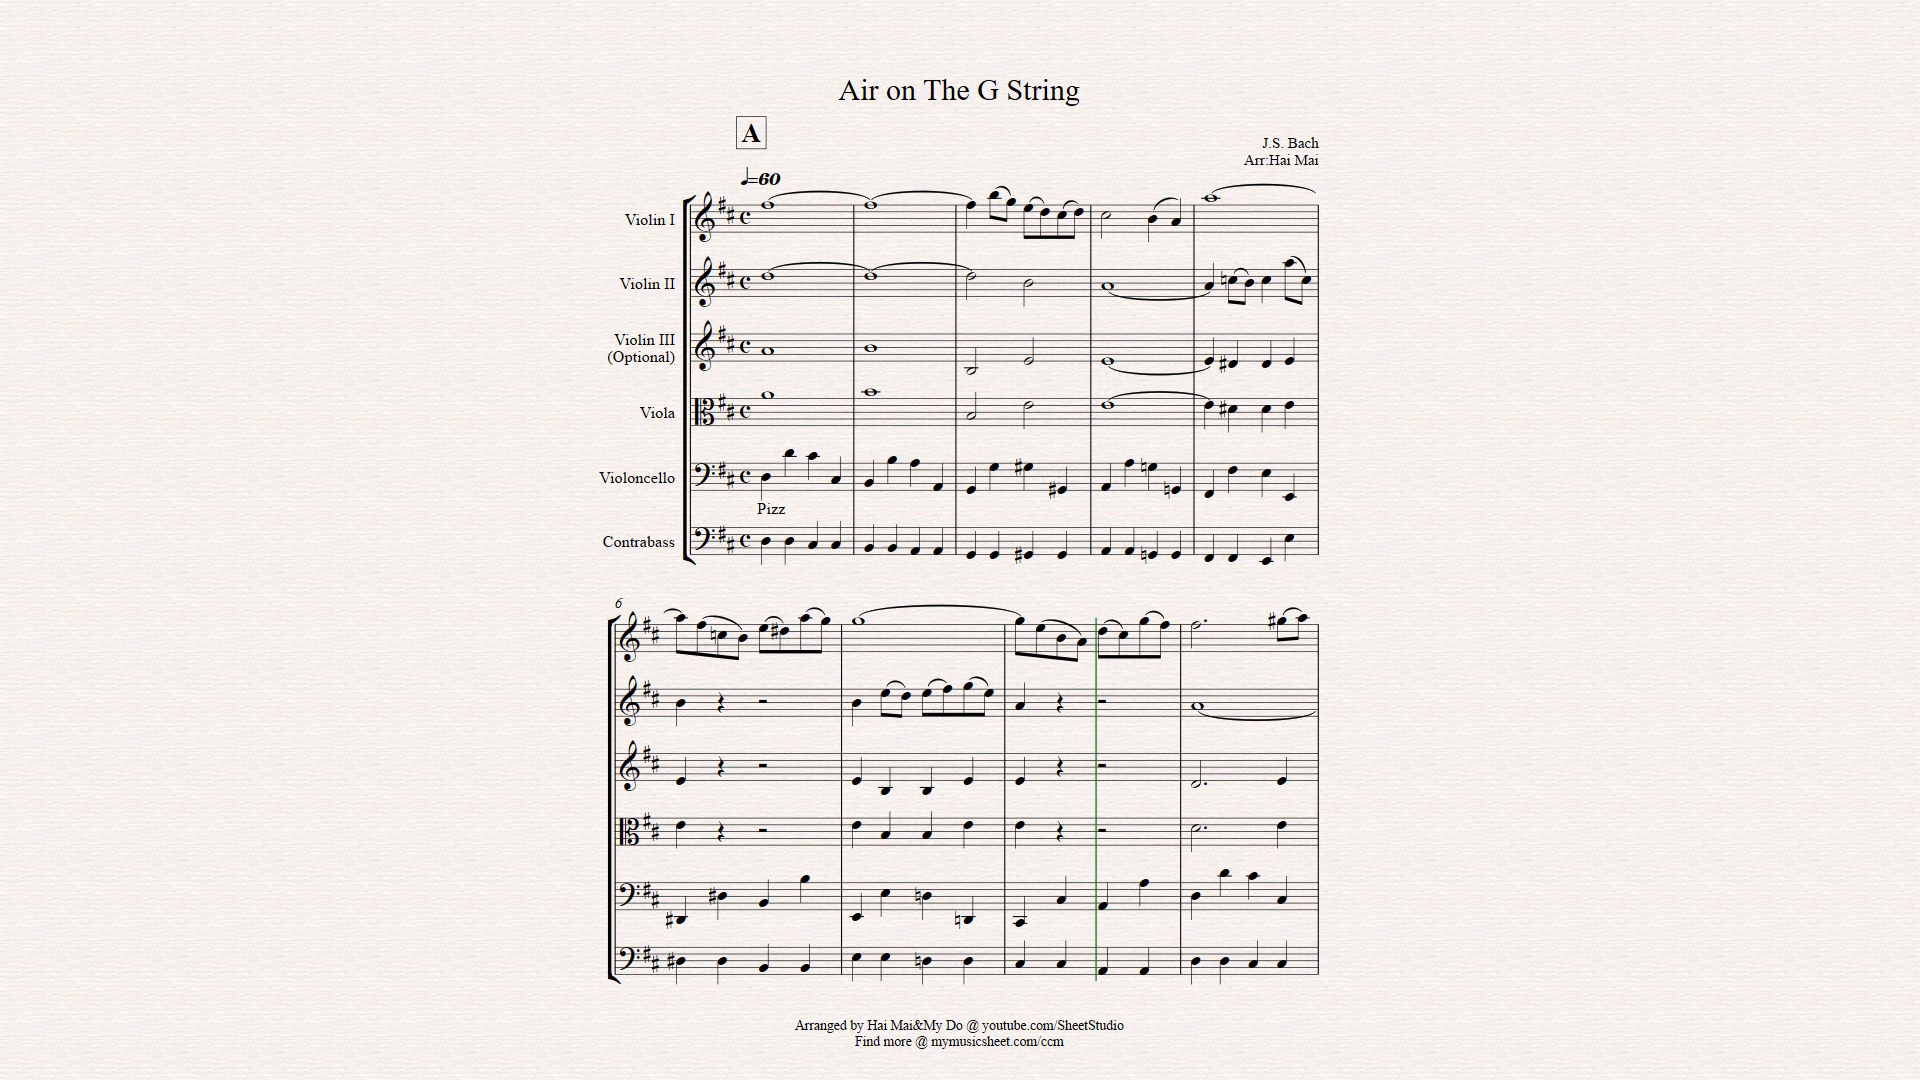 Air on The G String
A
J.S. Bach
Arr:Hai Mai
♩=60
Violin I
Violin II
Violin III
(Optional)
Viola
Violoncello
Pizz
Contrabass
6
Arranged by Hai Mai&My Do @ youtube.com/SheetStudio
Find more @ mymusicsheet.com/ccm